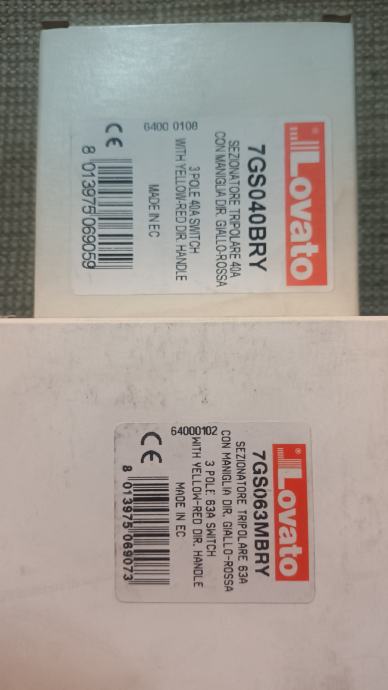 Lovato
7GS040BRY
SEZIONATORE TRIPOLARE 40A
CON MANIGLIA DIR. GIALLO-ROSSA
3 POLE 40A SWITCH
WITH YELLOW-RED DIR. HANDLE
MADE IN EC
6400 0108
CE
8 013975 069059
Lovato
7GS063MBRY
SEZIONATORE TRIPOLARE 63A
CON MANIGLIA DIR. GIALLO-ROSSA
3 POLE 63A SWITCH
WITH YELLOW-RED DIR. HANDLE
MADE IN EC
64000102
CE
8 013975 069073